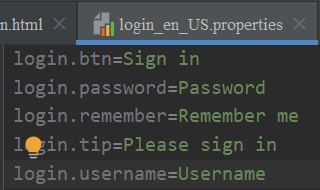 n.html login_en_US.properties
login.btn=Sign in
login.password=Password
login.remember=Remember me
login.tip=Please sign in
login.username=Username